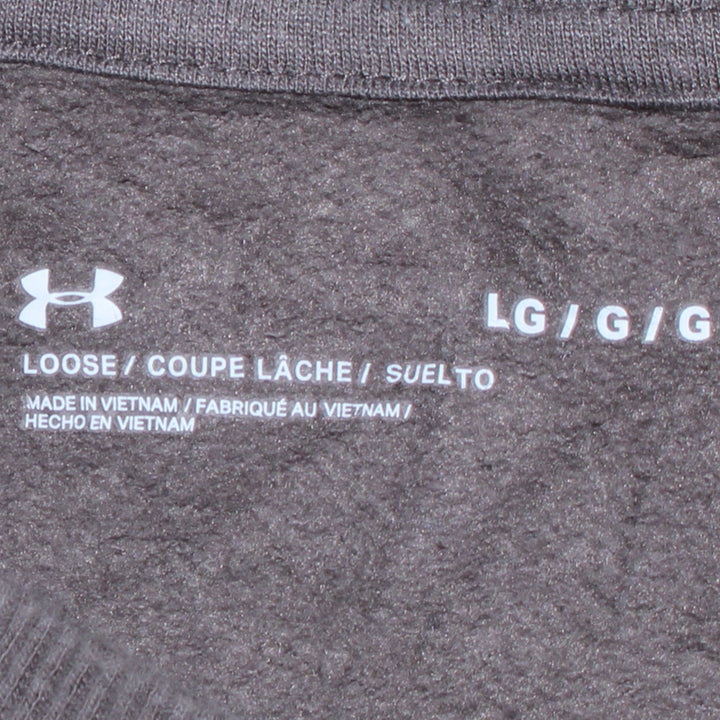 LG / G / G
LOOSE / COUPE LÂCHE / SUELTO
MADE IN VIETNAM / FABRIQUÉ AU VIETNAM /
HECHO EN VIETNAM